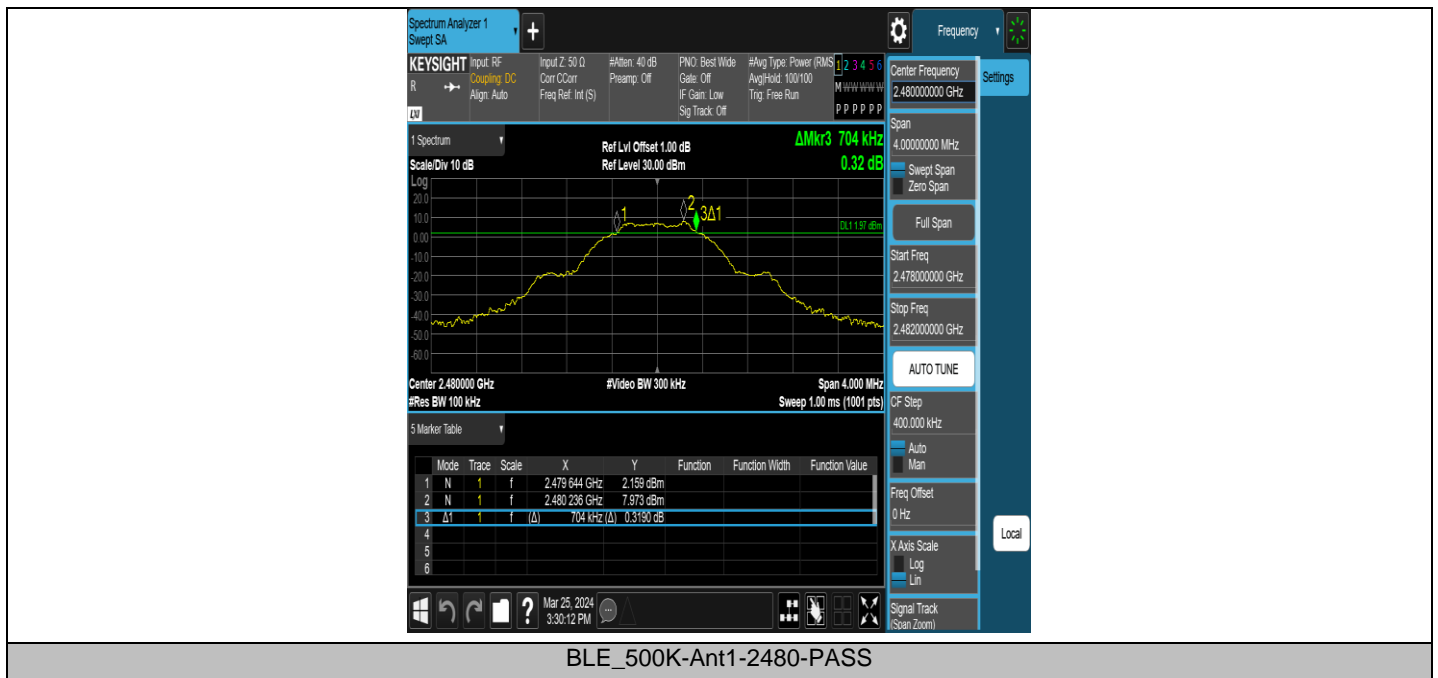 Spectrum Analyzer 1
Swept SA
+
Frequency
KEYSIGHT
R
LXI
Input: RF
Coupling: DC
Align: Auto
Input Z: 50 Ω
Corr CCorr
Freq Ref: Int (S)
#Atten: 40 dB
Preamp: Off
PNO: Best Wide
Gate: Off
IF Gain: Low
Sig Track: Off
#Avg Type: Power (RMS
Avg|Hold: 100/100
Trig: Free Run
1 2 3 4 5 6
M W W W W W
P P P P P P
Center Frequency
2.480000000 GHz
Settings
Span
4.00000000 MHz
Swept Span
Zero Span
Full Span
Start Freq
2.478000000 GHz
Stop Freq
2.482000000 GHz
AUTO TUNE
CF Step
400.000 kHz
Auto
Man
Freq Offset
0 Hz
X Axis Scale
Log
Lin
Signal Track
(Span Zoom)
Local
1 Spectrum
Scale/Div 10 dB
Ref Lvl Offset 1.00 dB
Ref Level 30.00 dBm
ΔMkr3 704 kHz
0.32 dB
Log
20.0
10.0
0.00
-10.0
-20.0
-30.0
-40.0
-50.0
-60.0
1
2
3Δ1
DL1 1.97 dBm
Center 2.480000 GHz
#Video BW 300 kHz
Span 4.000 MHz
#Res BW 100 kHz
Sweep 1.00 ms (1001 pts)
5 Marker Table
Mode Trace Scale X Y Function Function Width Function Value
1 N 1 f 2.479 644 GHz 2.159 dBm
2 N 1 f 2.480 236 GHz 7.973 dBm
3 Δ1 1 f (Δ) 704 kHz (Δ) 0.3190 dB
4
5
6
?
Mar 25, 2024
3:30:12 PM
BLE_500K-Ant1-2480-PASS